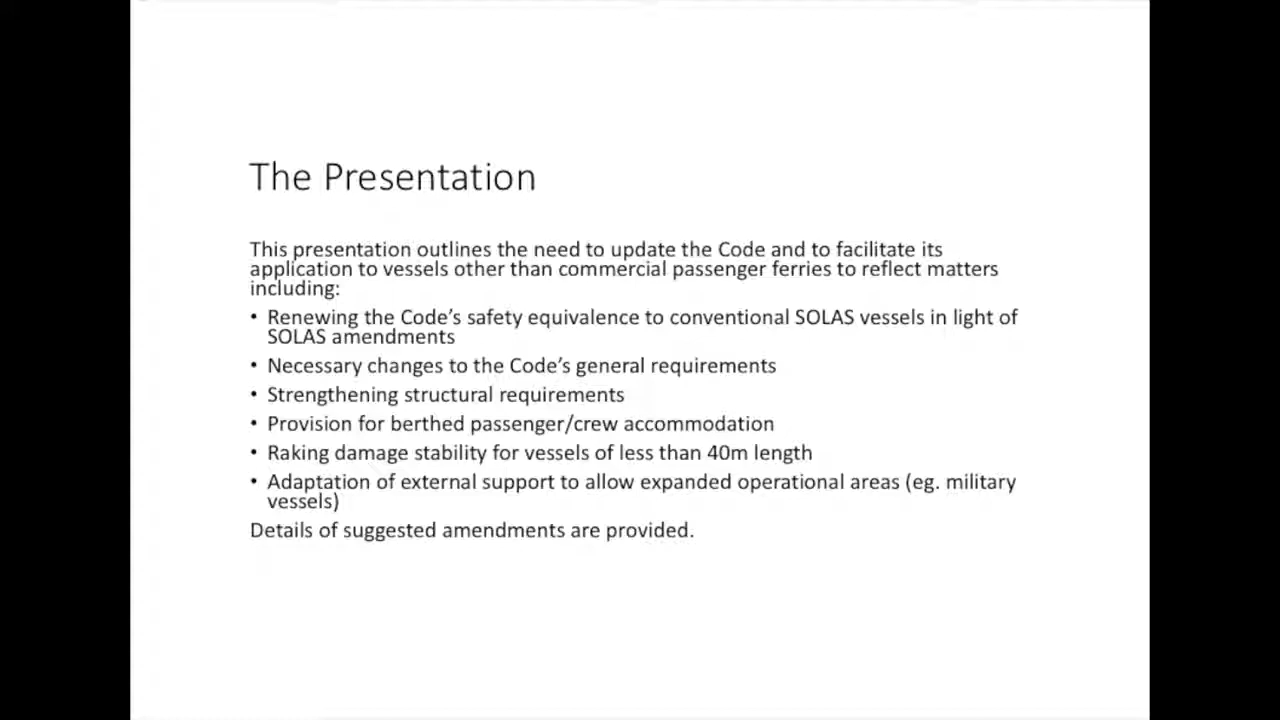 The Presentation
This presentation outlines the need to update the Code and to facilitate its
application to vessels other than commercial passenger ferries to reflect matters
including:
• Renewing the Code’s safety equivalence to conventional SOLAS vessels in light of
SOLAS amendments
• Necessary changes to the Code’s general requirements
• Strengthening structural requirements
• Provision for berthed passenger/crew accommodation
• Raking damage stability for vessels of less than 40m length
• Adaptation of external support to allow expanded operational areas (eg. military
vessels)
Details of suggested amendments are provided.